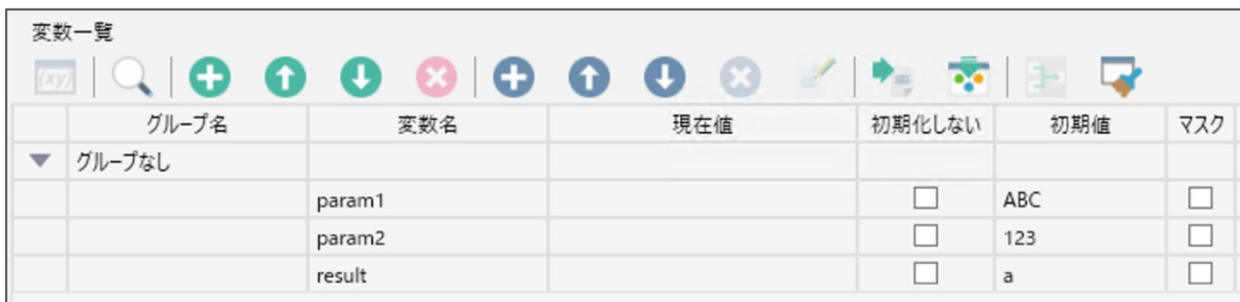 変数一覧
(xy)
グループ名 変数名 現在値 初期化しない 初期値 マスク
グループなし
param1 ABC
param2 123
result a